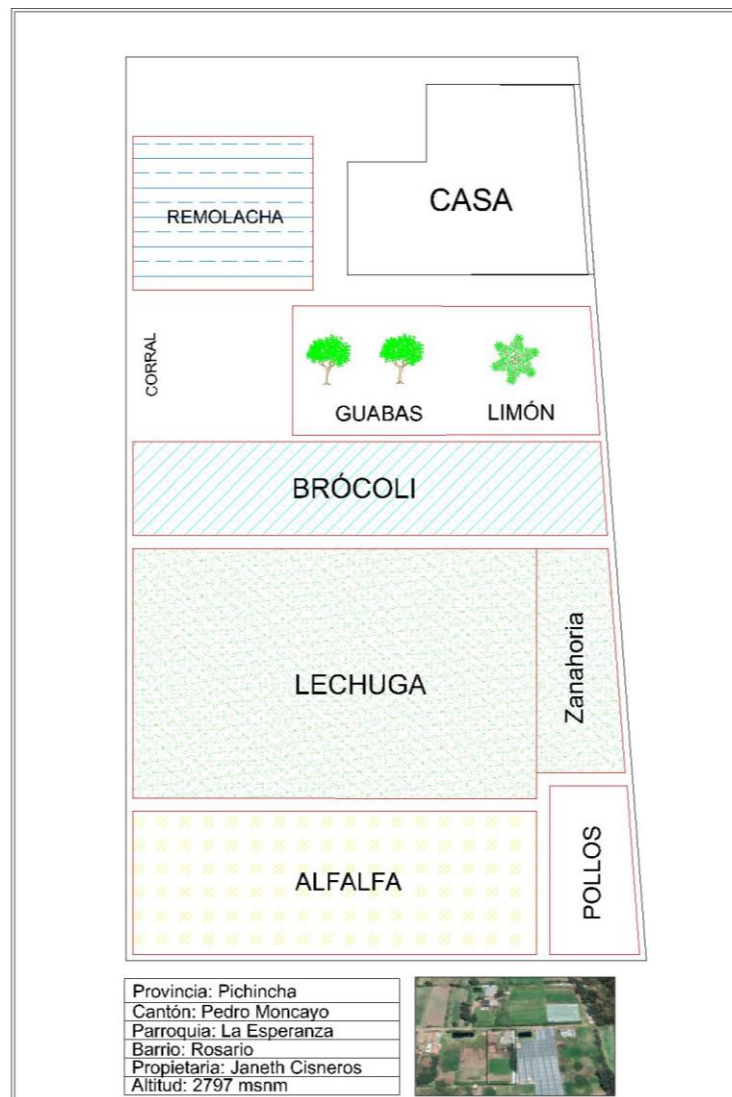 CASA
REMOLACHA
CORRAL
GUABAS
LIMÓN
BRÓCOLI
LECHUGA
Zanahoria
ALFALFA
POLLOS
Provincia: Pichincha
Cantón: Pedro Moncayo
Parroquia: La Esperanza
Barrio: Rosario
Propietaria: Janeth Cisneros
Altitud: 2797 msnm